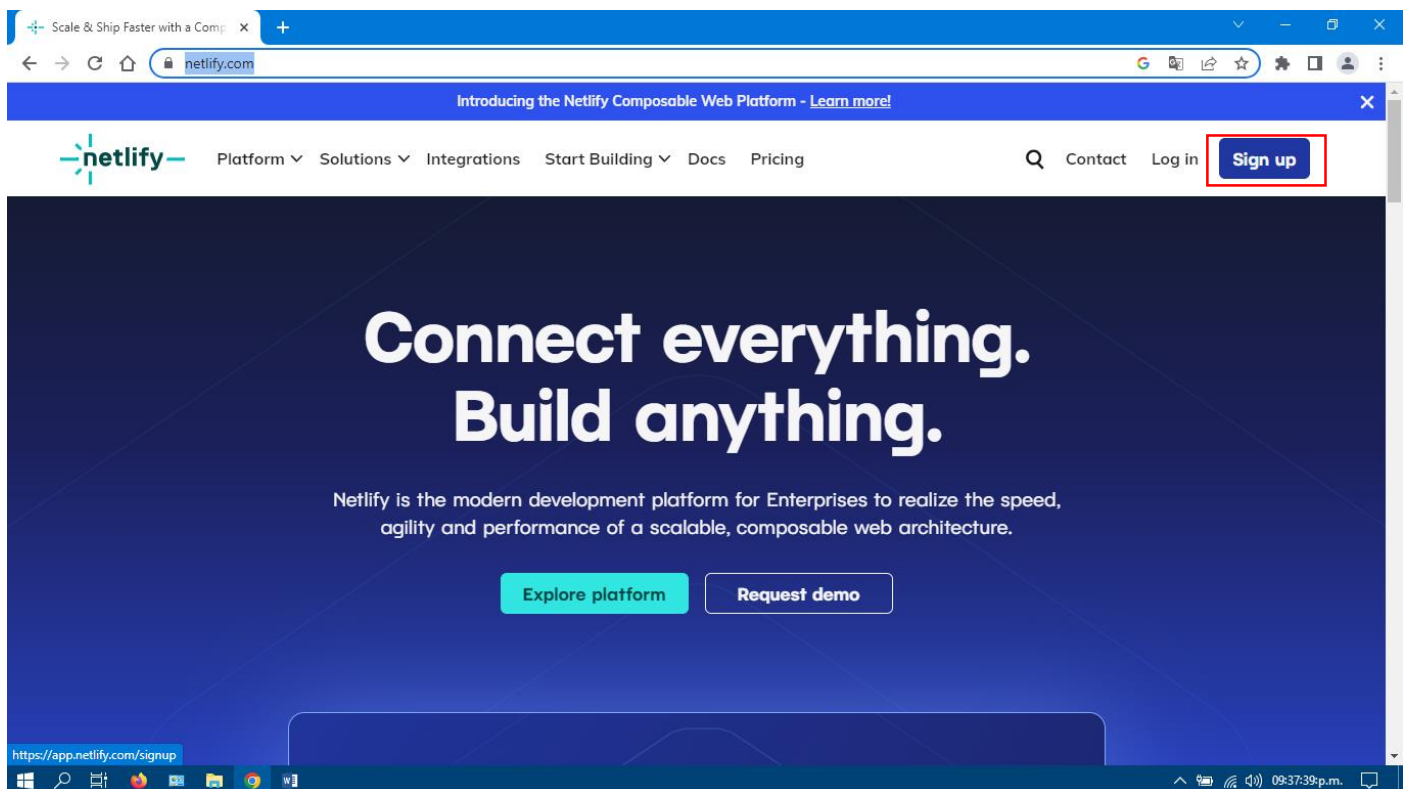 Scale & Ship Faster with a Comp
netlify.com
Introducing the Netlify Composable Web Platform - Learn more!
netlify Platform Solutions Integrations Start Building Docs Pricing Contact Log in Sign up
Connect everything.
Build anything.
Netlify is the modern development platform for Enterprises to realize the speed,
agility and performance of a scalable, composable web architecture.
Explore platform Request demo
https://app.netlify.com/signup
09:37:39:p.m.